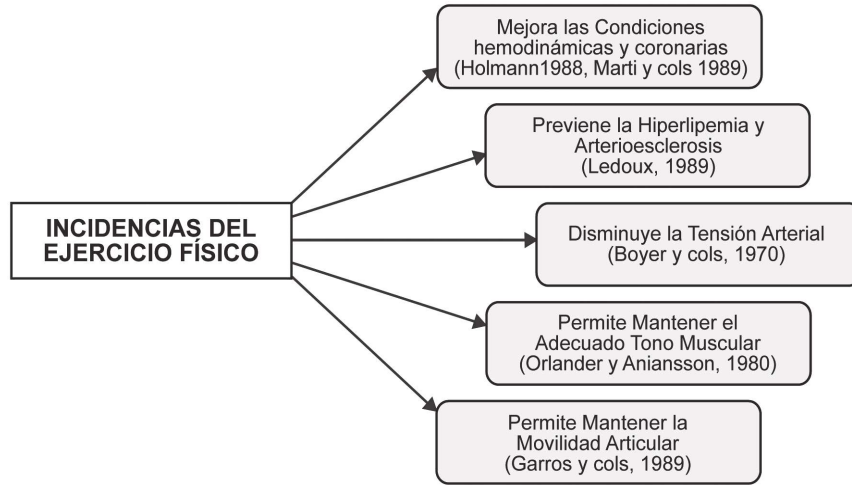 Mejora las Condiciones
hemodinámicas y coronarias
(Holmann1988, Marti y cols 1989)
Previene la Hiperlipemia y
Arterioesclerosis
(Ledoux, 1989)
INCIDENCIAS DEL
EJERCICIO FÍSICO
Disminuye la Tensión Arterial
(Boyer y cols, 1970)
Permite Mantener el
Adecuado Tono Muscular
(Orlander y Aniansson, 1980)
Permite Mantener la
Movilidad Articular
(Garros y cols, 1989)